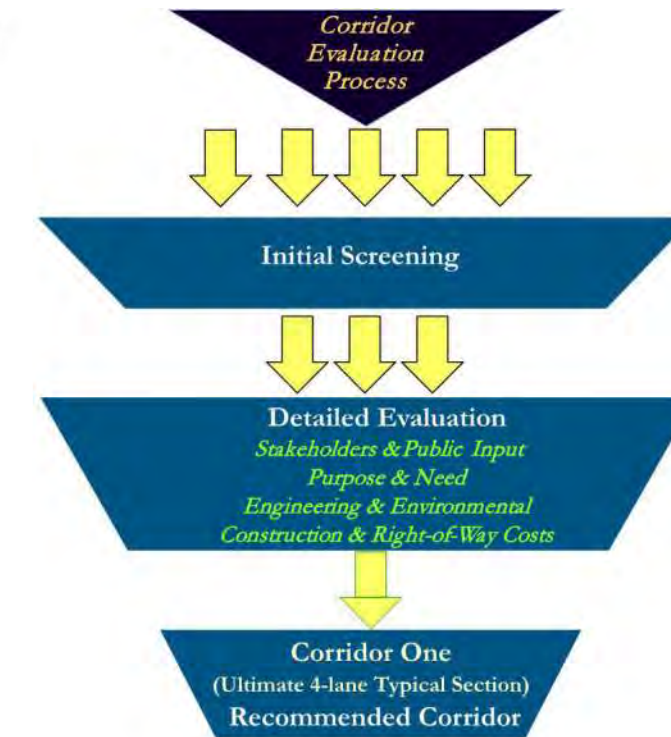 Corridor
Evaluation
Process
Initial Screening
Detailed Evaluation
Stakeholders & Public Input
Purpose & Need
Engineering & Environmental
Construction & Right-of-Way Costs
Corridor One
(Ultimate 4-lane Typical Section)
Recommended Corridor